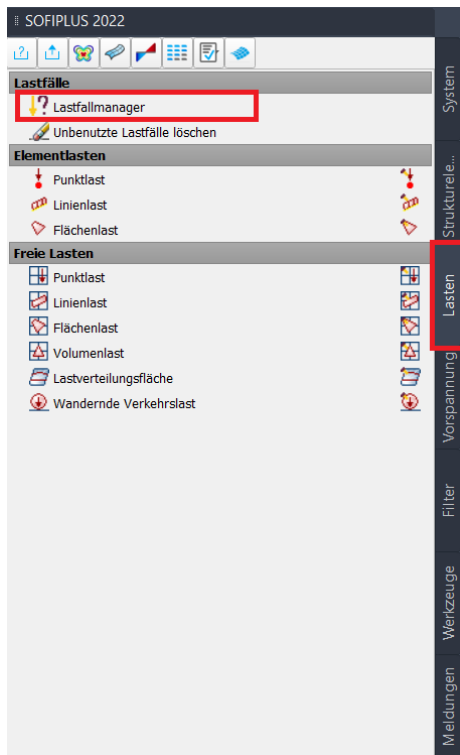 SOFIPLUS 2022
Lastfälle
Lastfallmanager
Unbenutzte Lastfälle löschen
Elementlasten
Punktlast
Linienlast
Flächenlast
Freie Lasten
Punktlast
Linienlast
Flächenlast
Volumenlast
Lastverteilungsfläche
Wandernde Verkehrslast
System
Strukturele...
Lasten
Vorspannung
Filter
Werkzeuge
Meldungen